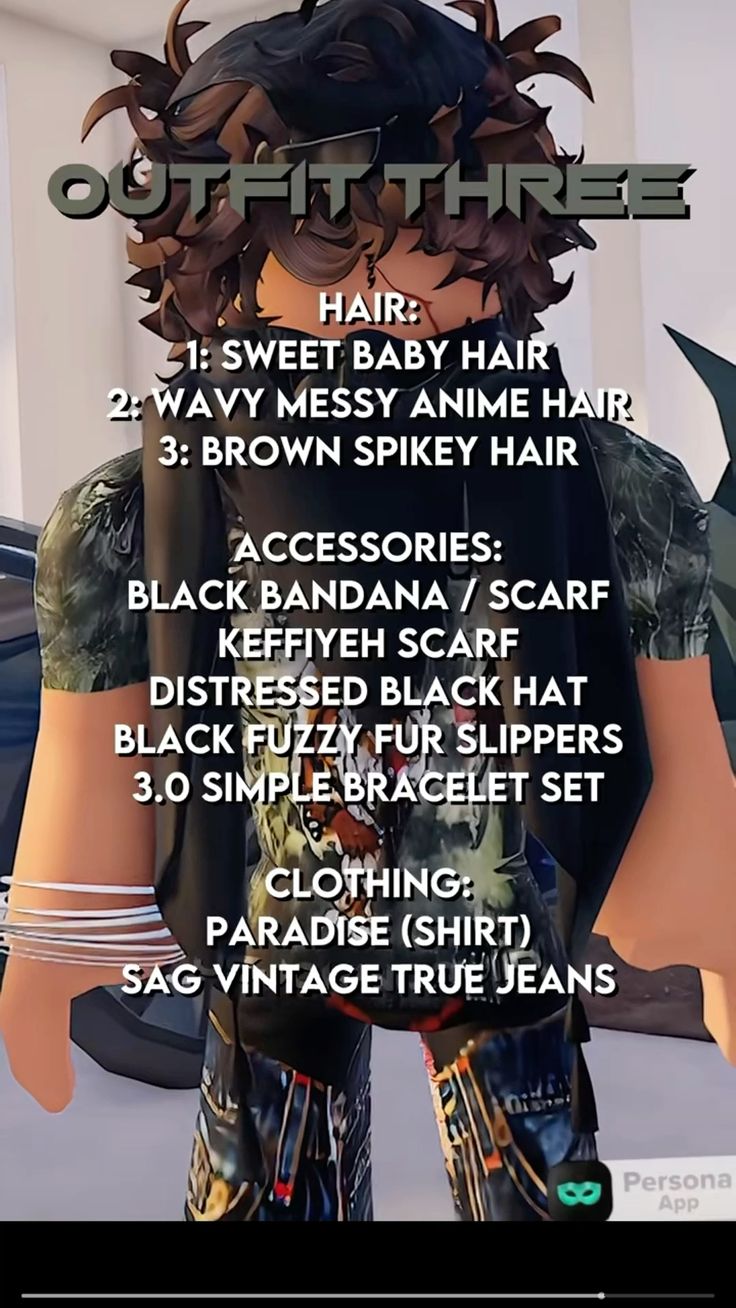 OUTFIT THREE
HAIR:
1: SWEET BABY HAIR
2: WAVY MESSY ANIME HAIR
3: BROWN SPIKEY HAIR
ACCESSORIES:
BLACK BANDANA / SCARF
KEFFIYEH SCARF
DISTRESSED BLACK HAT
BLACK FUZZY FUR SLIPPERS
3.0 SIMPLE BRACELET SET
CLOTHING:
PARADISE (SHIRT)
SAG VINTAGE TRUE JEANS
Persona
App